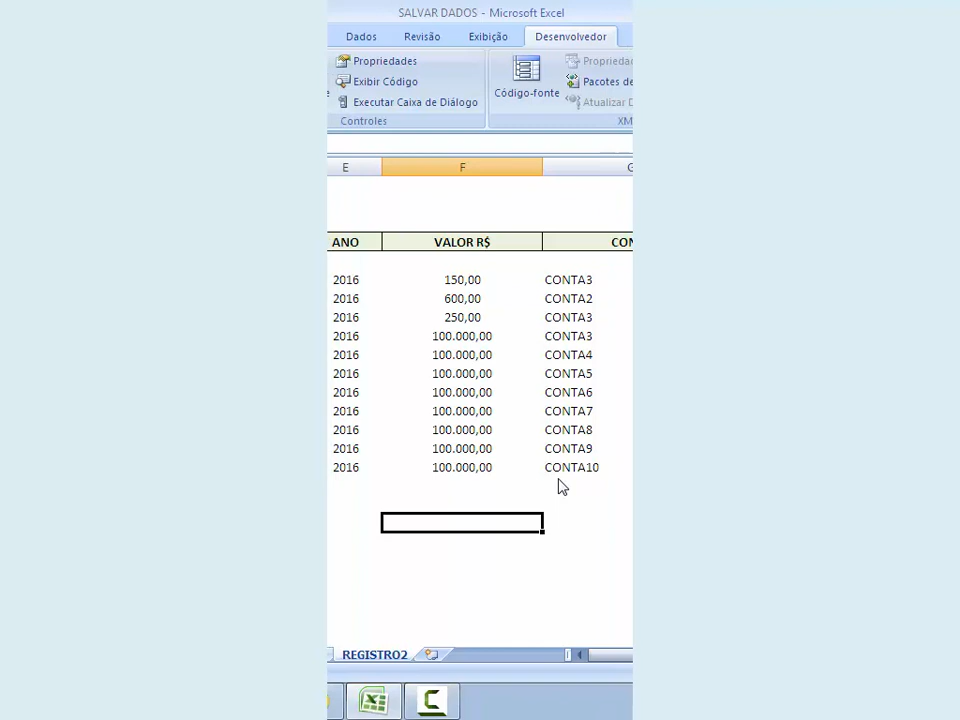 SALVAR DADOS - Microsoft Excel
Dados Revisão Exibição Desenvolvedor
Propriedades
Exibir Código
Executar Caixa de Diálogo
Controles
Código-fonte
Pacotes de
Atualizar
XM
E F
ANO VALOR R$ CON
2016 150,00 CONTA3
2016 600,00 CONTA2
2016 250,00 CONTA3
2016 100.000,00 CONTA3
2016 100.000,00 CONTA4
2016 100.000,00 CONTA5
2016 100.000,00 CONTA6
2016 100.000,00 CONTA7
2016 100.000,00 CONTA8
2016 100.000,00 CONTA9
2016 100.000,00 CONTA10
REGISTRO2